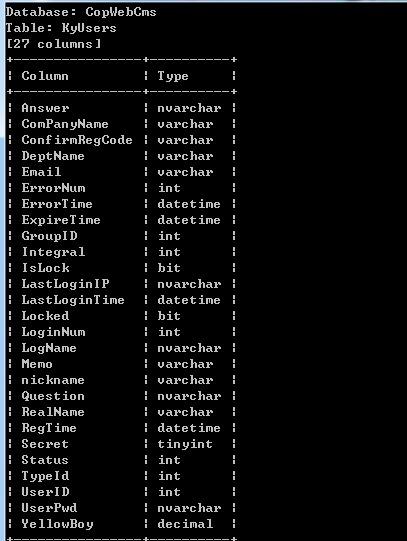 Database: CopWebCms
Table: KyUsers
[27 columns]
+----------------+----------+
| Column | Type |
+----------------+----------+
| Answer | nvarchar |
| ComPanyName | varchar |
| ConfirmRegCode | varchar |
| DeptName | varchar |
| Email | varchar |
| ErrorNum | int |
| ErrorTime | datetime |
| ExpireTime | datetime |
| GroupID | int |
| Integral | int |
| IsLock | bit |
| LastLoginIP | nvarchar |
| LastLoginTime | datetime |
| Locked | bit |
| LoginNum | int |
| LogName | nvarchar |
| Memo | varchar |
| nickname | varchar |
| Question | nvarchar |
| RealName | varchar |
| RegTime | datetime |
| Secret | tinyint |
| Status | int |
| TypeId | int |
| UserID | int |
| UserPwd | nvarchar |
| YellowBoy | decimal |
+----------------+----------+